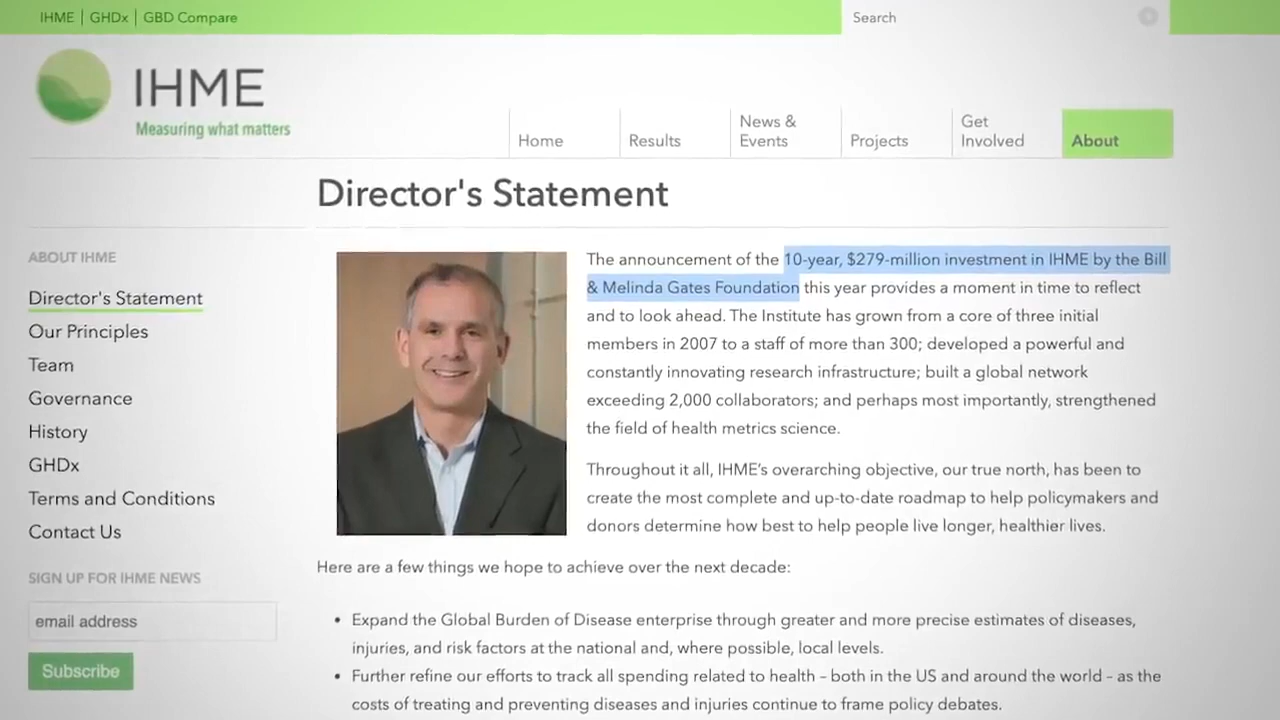 IHME | GHDx | GBD Compare
Search
IHME
Measuring what matters
Home
Results
News &
Events
Projects
Get
Involved
About
Director's Statement
ABOUT IHME
Director's Statement
Our Principles
Team
Governance
History
GHDx
Terms and Conditions
Contact Us
SIGN UP FOR IHME NEWS
email address
Subscribe
The announcement of the 10-year, $279-million investment in IHME by the Bill
& Melinda Gates Foundation this year provides a moment in time to reflect
and to look ahead. The Institute has grown from a core of three initial
members in 2007 to a staff of more than 300; developed a powerful and
constantly innovating research infrastructure; built a global network
exceeding 2,000 collaborators; and perhaps most importantly, strengthened
the field of health metrics science.
Throughout it all, IHME's overarching objective, our true north, has been to
create the most complete and up-to-date roadmap to help policymakers and
donors determine how best to help people live longer, healthier lives.
Here are a few things we hope to achieve over the next decade:
• Expand the Global Burden of Disease enterprise through greater and more precise estimates of diseases,
injuries, and risk factors at the national and, where possible, local levels.
• Further refine our efforts to track all spending related to health – both in the US and around the world – as the
costs of treating and preventing diseases and injuries continue to frame policy debates.